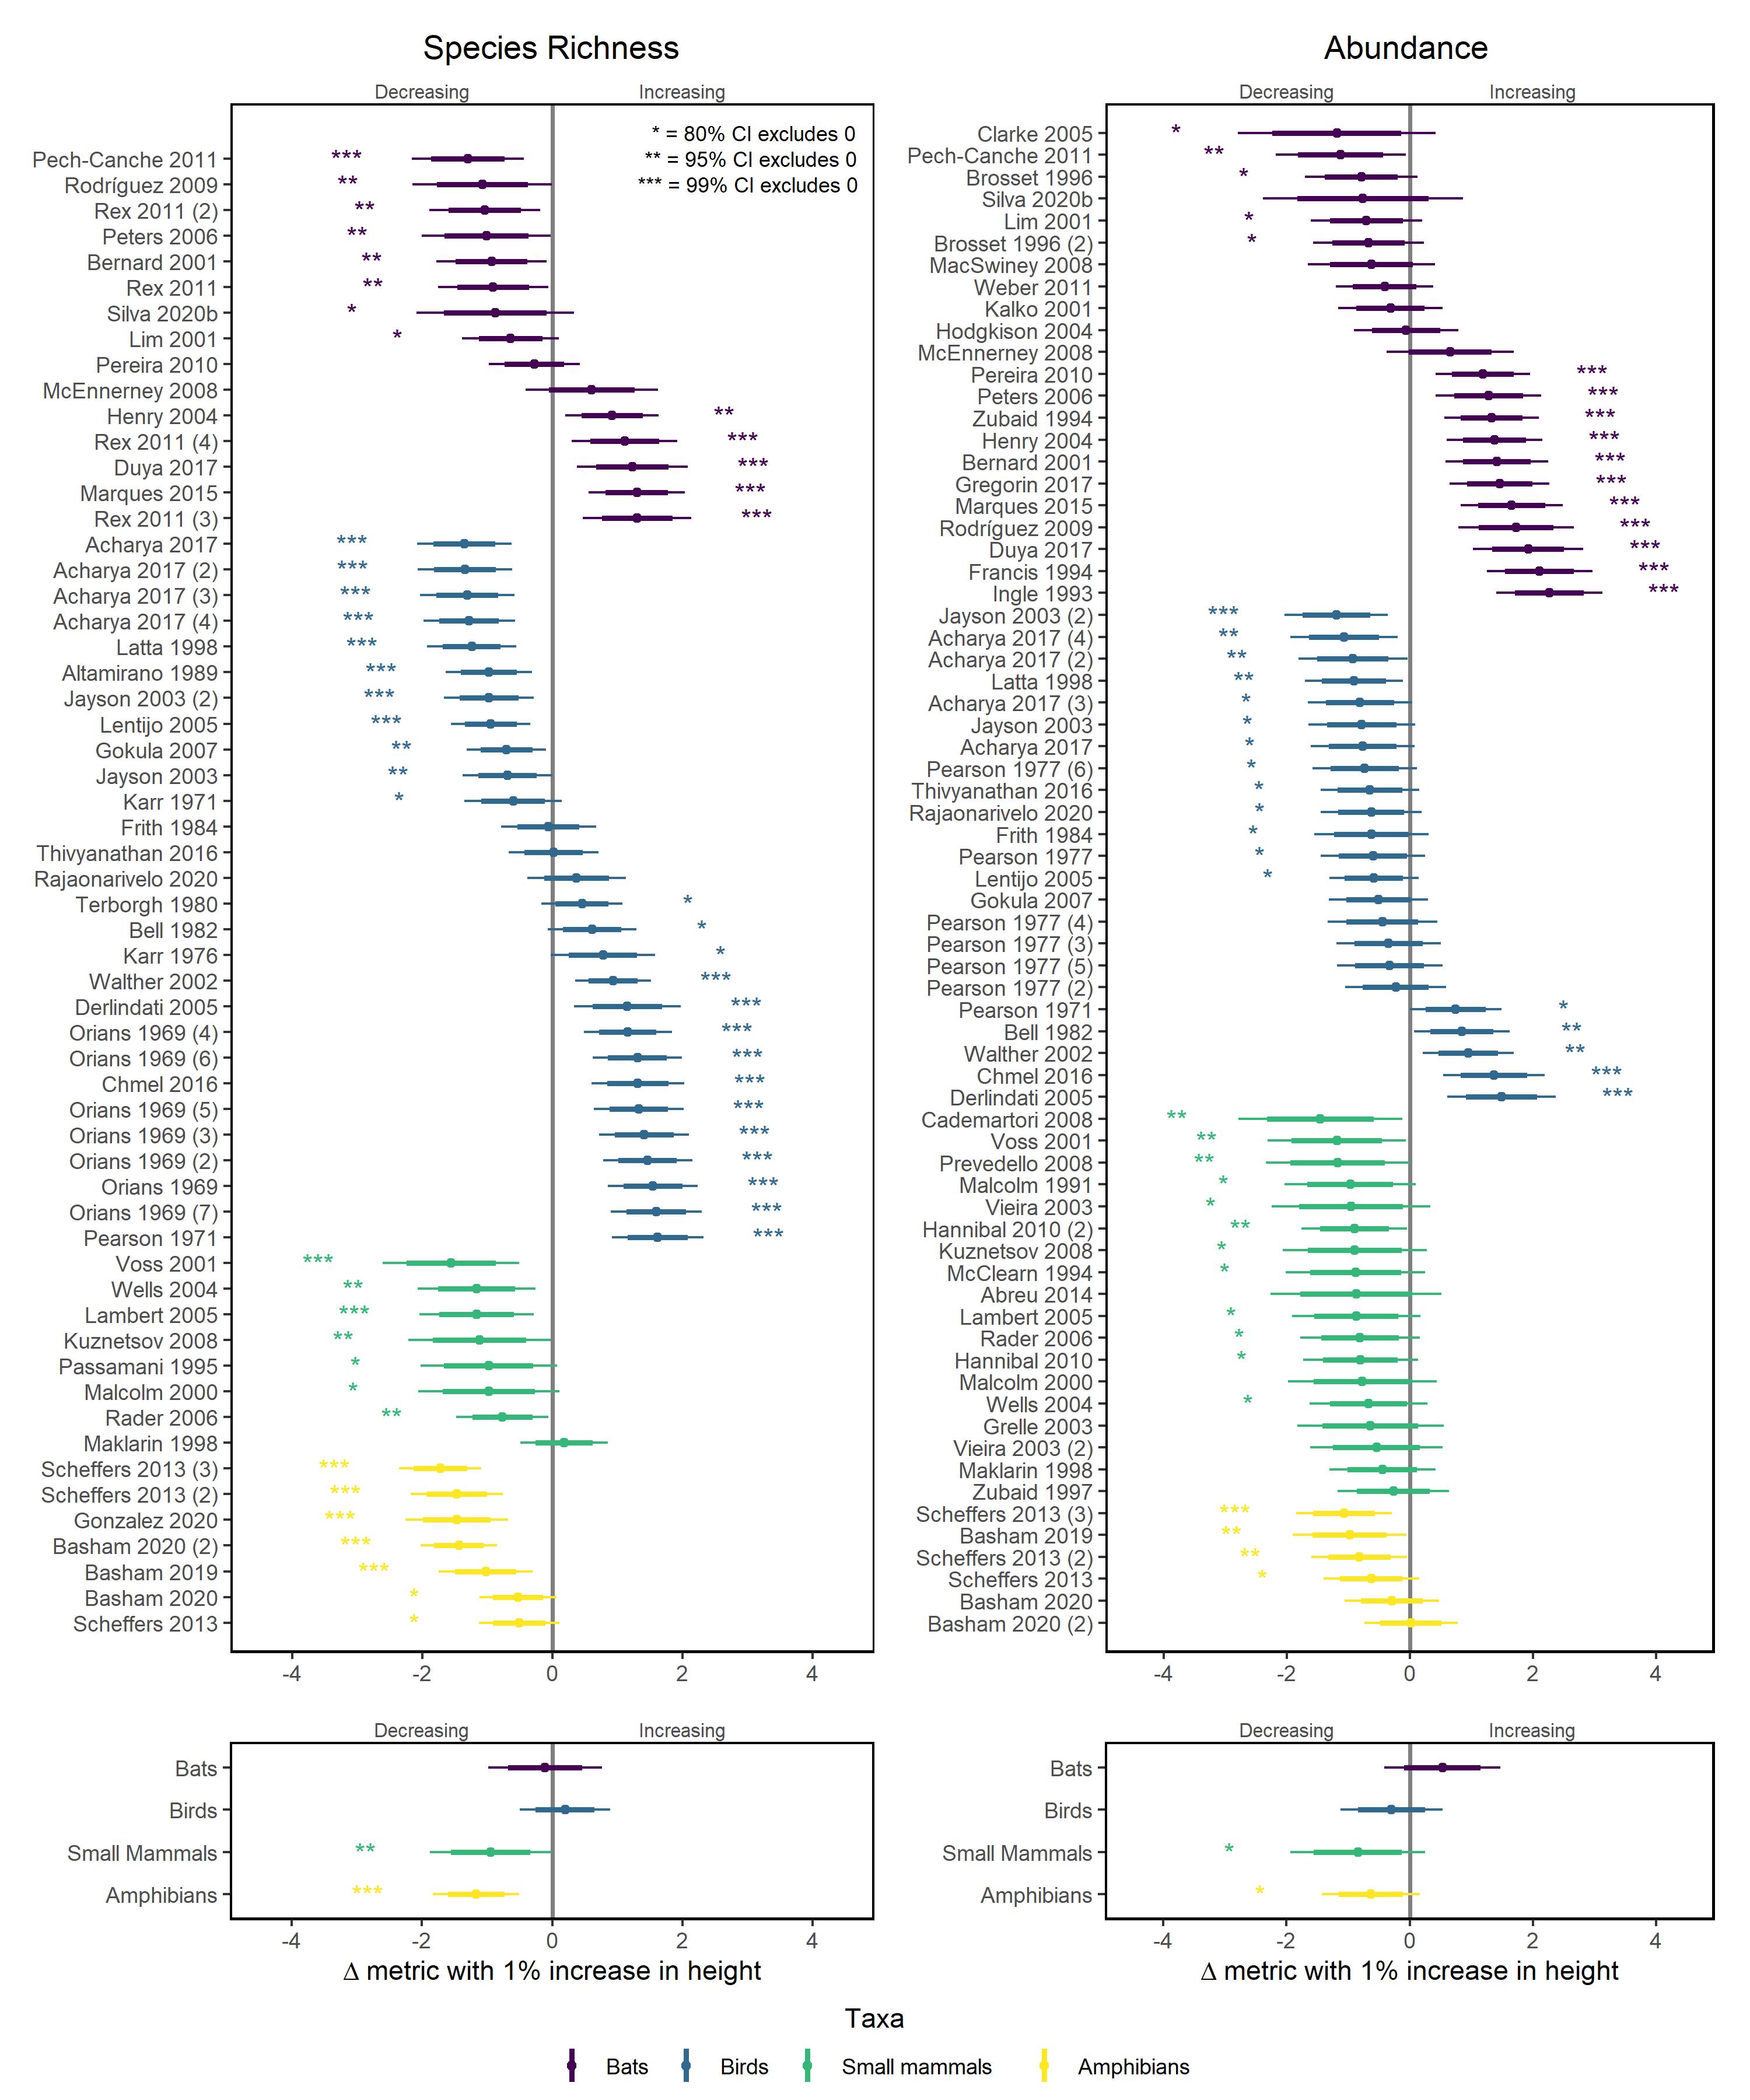 Species Richness
Decreasing Increasing
* = 80% CI excludes 0
** = 95% CI excludes 0
*** = 99% CI excludes 0
Pech-Canche 2011 ***
Rodríguez 2009 **
Rex 2011 (2) **
Peters 2006 **
Bernard 2001 **
Rex 2011 **
Silva 2020b *
Lim 2001 *
Pereira 2010
McEnnerney 2008
Henry 2004 **
Rex 2011 (4) ***
Duya 2017 ***
Marques 2015 ***
Rex 2011 (3) ***
Acharya 2017 ***
Acharya 2017 (2) ***
Acharya 2017 (3) ***
Acharya 2017 (4) ***
Latta 1998 ***
Altamirano 1989 ***
Jayson 2003 (2) ***
Lentijo 2005 ***
Gokula 2007 **
Jayson 2003 **
Karr 1971 *
Frith 1984
Thivyanathan 2016
Rajaonarivelo 2020
Terborgh 1980 *
Bell 1982 *
Karr 1976 *
Walther 2002 ***
Derlindati 2005 ***
Orians 1969 (4) ***
Orians 1969 (6) ***
Chmel 2016 ***
Orians 1969 (5) ***
Orians 1969 (3) ***
Orians 1969 (2) ***
Orians 1969 ***
Orians 1969 (7) ***
Pearson 1971 ***
Voss 2001 ***
Wells 2004 **
Lambert 2005 ***
Kuznetsov 2008 **
Passamani 1995 *
Malcolm 2000 *
Rader 2006 **
Maklarin 1998
Scheffers 2013 (3) ***
Scheffers 2013 (2) ***
Gonzalez 2020 ***
Basham 2020 (2) ***
Basham 2019 ***
Basham 2020 *
Scheffers 2013 *
-4 -2 0 2 4
Abundance
Decreasing Increasing
Clarke 2005 *
Pech-Canche 2011 **
Brosset 1996 *
Silva 2020b
Lim 2001 *
Brosset 1996 (2) *
MacSwiney 2008
Weber 2011
Kalko 2001
Hodgkison 2004
McEnnerney 2008
Pereira 2010 ***
Peters 2006 ***
Zubaid 1994 ***
Henry 2004 ***
Bernard 2001 ***
Gregorin 2017 ***
Marques 2015 ***
Rodríguez 2009 ***
Duya 2017 ***
Francis 1994 ***
Ingle 1993 ***
Jayson 2003 (2) ***
Acharya 2017 (4) **
Acharya 2017 (2) **
Latta 1998 **
Acharya 2017 (3) *
Jayson 2003 *
Acharya 2017 *
Pearson 1977 (6) *
Thivyanathan 2016 *
Rajaonarivelo 2020 *
Frith 1984 *
Pearson 1977 *
Lentijo 2005 *
Gokula 2007
Pearson 1977 (4)
Pearson 1977 (3)
Pearson 1977 (5)
Pearson 1977 (2)
Pearson 1971 *
Bell 1982 **
Walther 2002 **
Chmel 2016 ***
Derlindati 2005 ***
Cademartori 2008 **
Voss 2001 **
Prevedello 2008 **
Malcolm 1991 *
Vieira 2003 *
Hannibal 2010 (2) **
Kuznetsov 2008 *
McClearn 1994 *
Abreu 2014
Lambert 2005 *
Rader 2006 *
Hannibal 2010 *
Malcolm 2000
Wells 2004 *
Grelle 2003
Vieira 2003 (2)
Maklarin 1998
Zubaid 1997
Scheffers 2013 (3) ***
Basham 2019 **
Scheffers 2013 (2) **
Scheffers 2013 *
Basham 2020
Basham 2020 (2)
-4 -2 0 2 4
Decreasing Increasing
Bats
Birds
Small Mammals **
Amphibians ***
-4 -2 0 2 4
Δ metric with 1% increase in height
Decreasing Increasing
Bats
Birds
Small Mammals *
Amphibians *
-4 -2 0 2 4
Δ metric with 1% increase in height
Taxa
Bats Birds Small mammals Amphibians